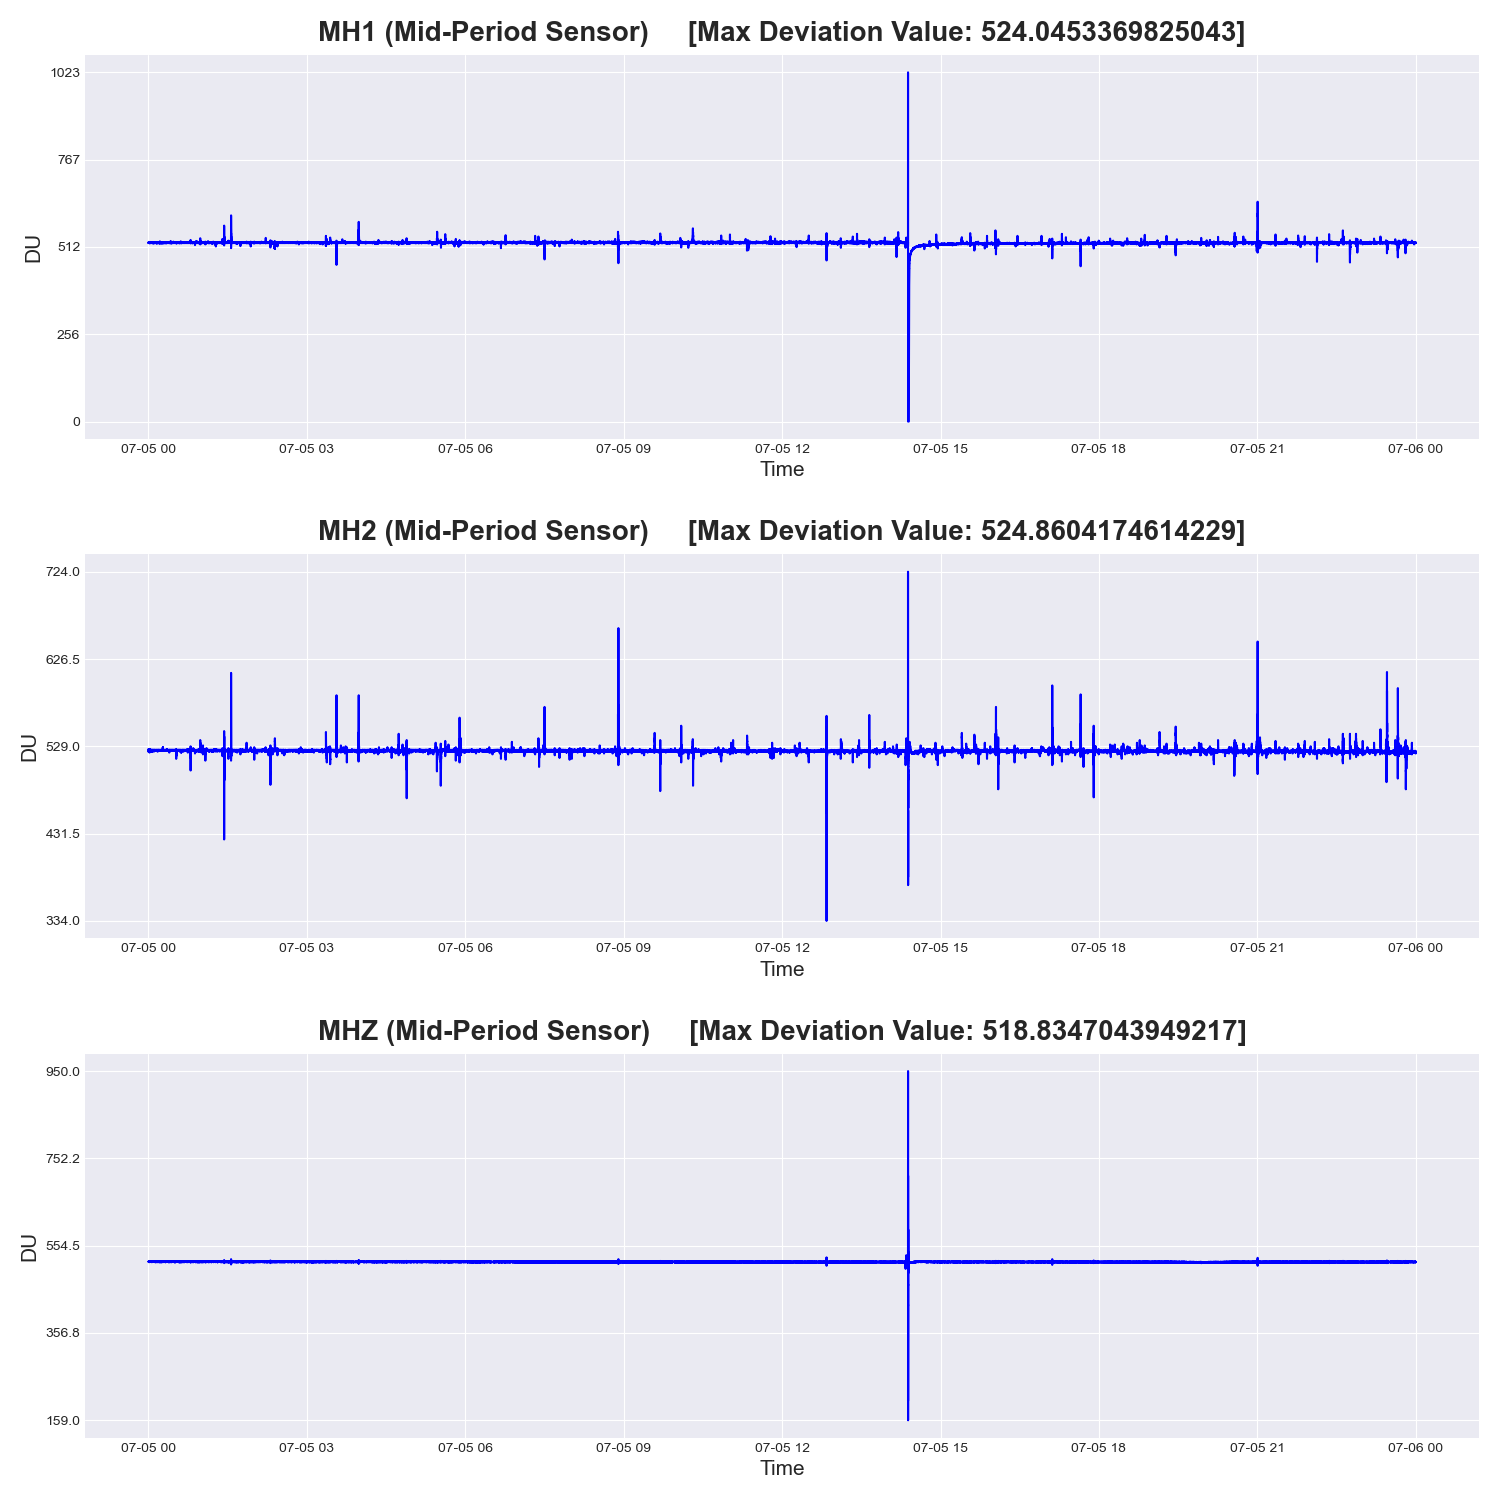 MH1 (Mid-Period Sensor) [Max Deviation Value: 524.0453369825043]
1023
767
512
256
0
DU
07-05 00 07-05 03 07-05 06 07-05 09 07-05 12 07-05 15 07-05 18 07-05 21 07-06 00
Time
MH2 (Mid-Period Sensor) [Max Deviation Value: 524.8604174614229]
724.0
626.5
529.0
431.5
334.0
DU
07-05 00 07-05 03 07-05 06 07-05 09 07-05 12 07-05 15 07-05 18 07-05 21 07-06 00
Time
MHZ (Mid-Period Sensor) [Max Deviation Value: 518.8347043949217]
950.0
752.2
554.5
356.8
159.0
DU
07-05 00 07-05 03 07-05 06 07-05 09 07-05 12 07-05 15 07-05 18 07-05 21 07-06 00
Time